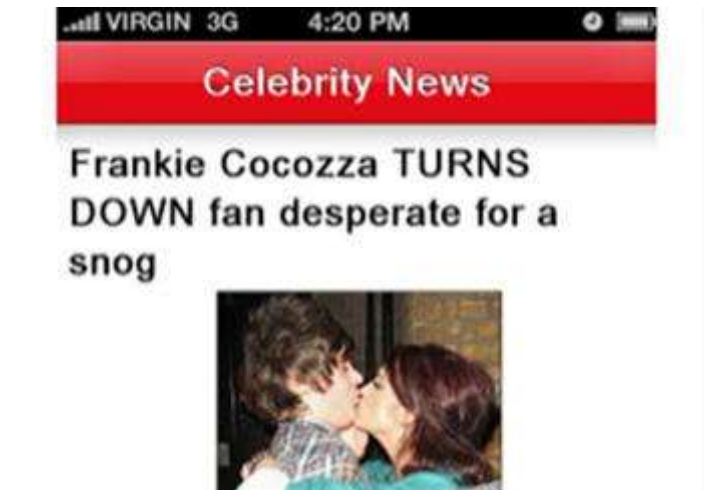 VIRGIN 3G 4:20 PM
Celebrity News
Frankie Cocozza TURNS
DOWN fan desperate for a
snog